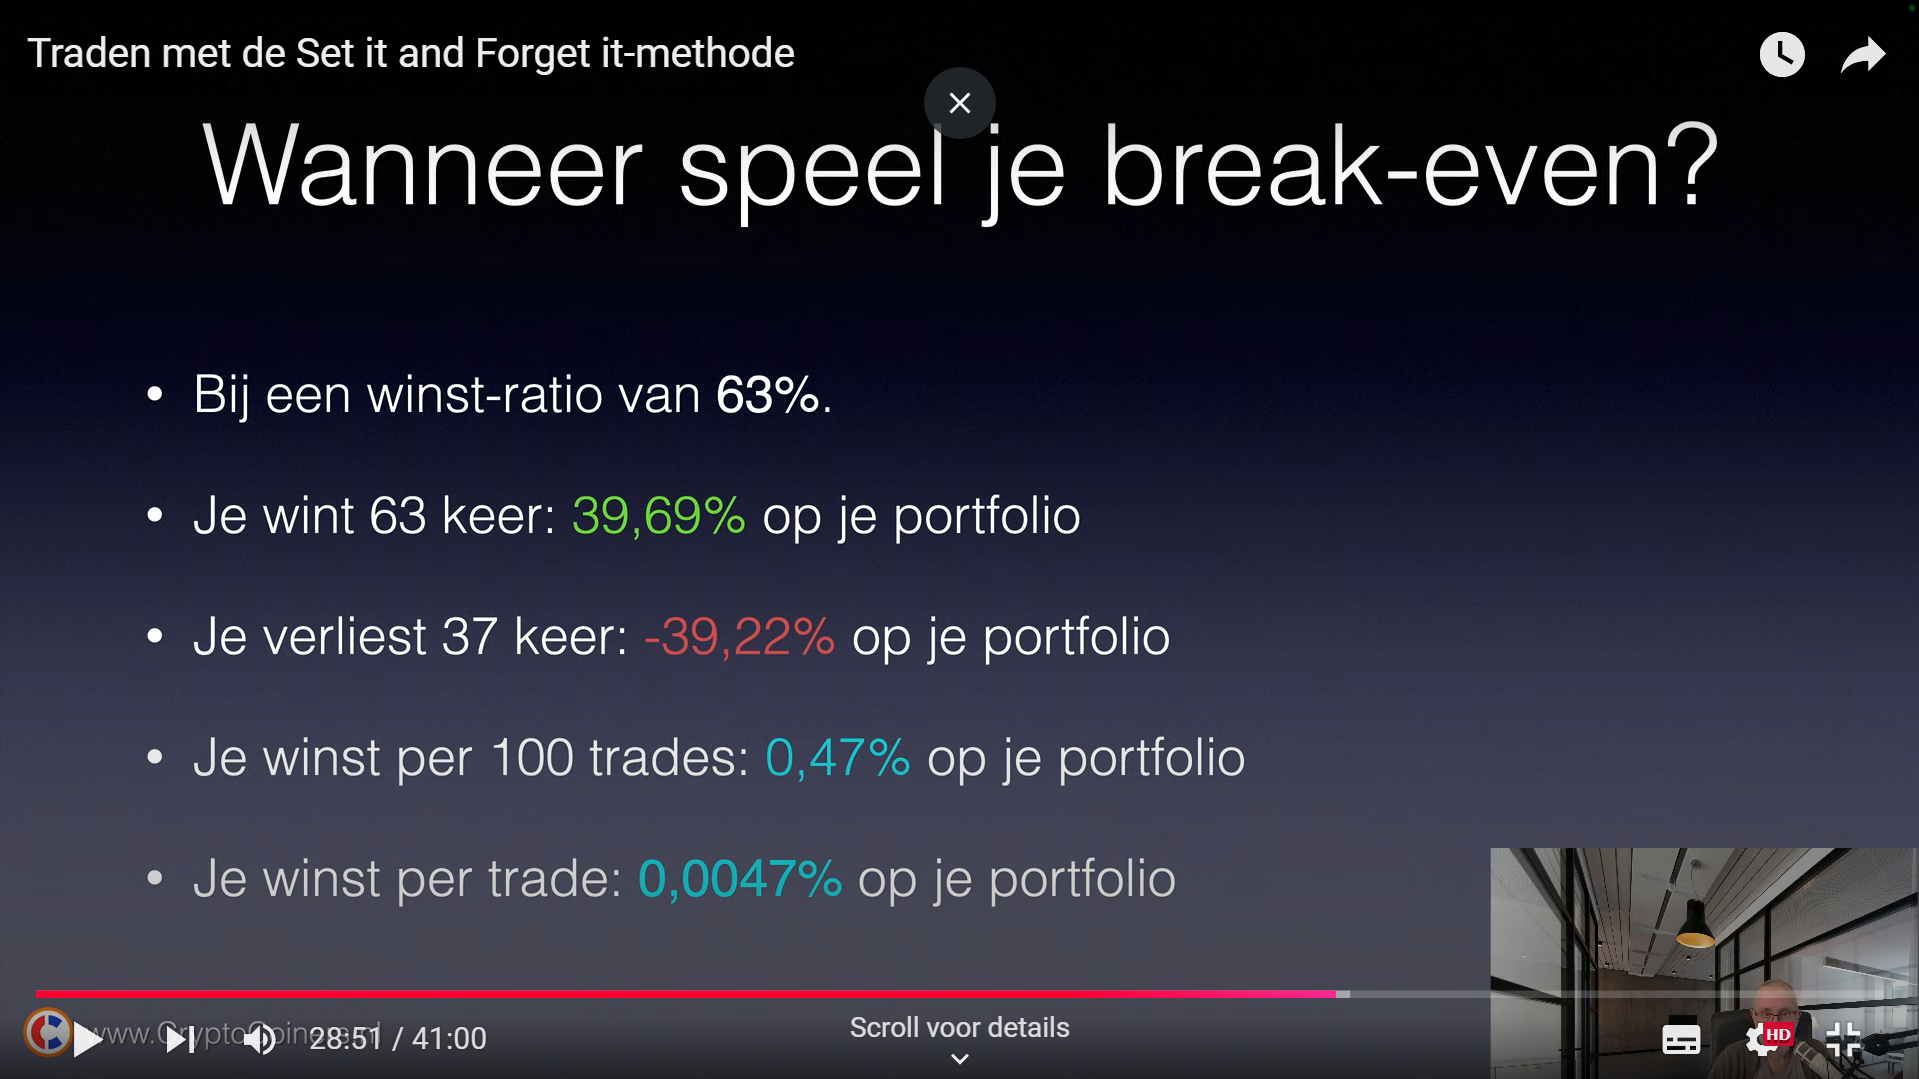 Traden met de Set it and Forget it-methode
Wanneer speel je break-even?
• Bij een winst-ratio van 63%.
• Je wint 63 keer: 39,69% op je portfolio
• Je verliest 37 keer: -39,22% op je portfolio
• Je winst per 100 trades: 0,47% op je portfolio
• Je winst per trade: 0,0047% op je portfolio
www.CryptoCoiners.nl
28:51 / 41:00
Scroll voor details
HD